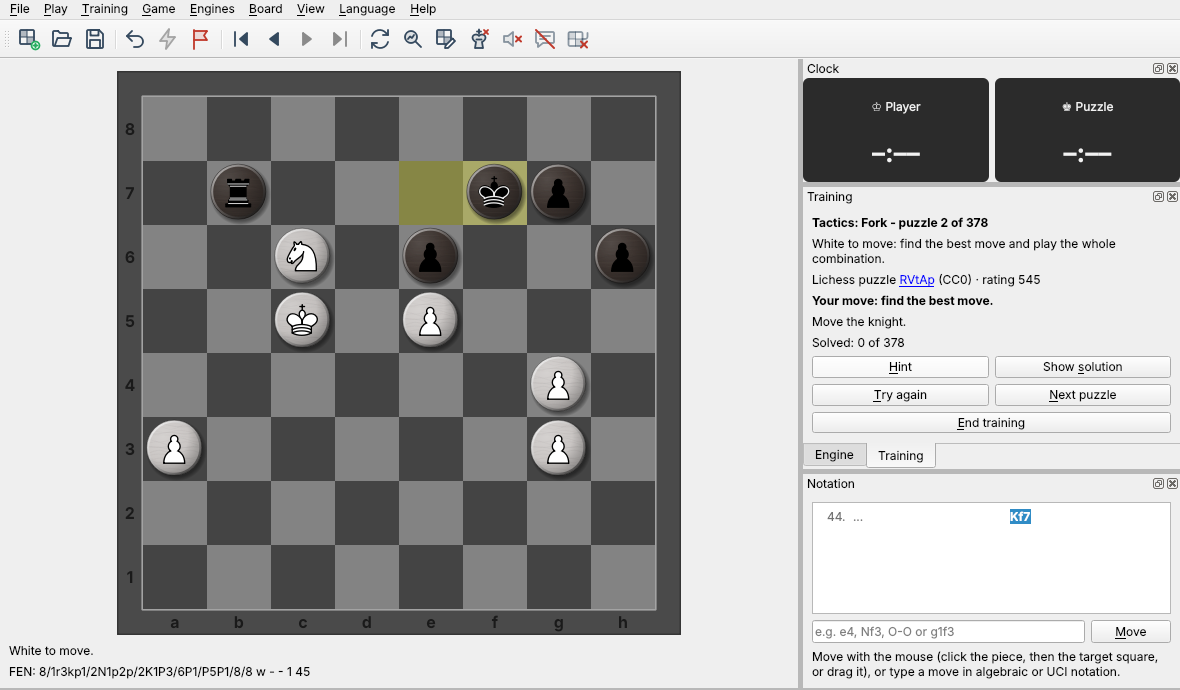 File Play Training Game Engines Board View Language Help
Clock
♔ Player
–:––
♚ Puzzle
–:––
Training
Tactics: Fork - puzzle 2 of 378
White to move: find the best move and play the whole
combination.
Lichess puzzle RVtAp (CC0) · rating 545
Your move: find the best move.
Move the knight.
Solved: 0 of 378
Hint Show solution
Try again Next puzzle
End training
Engine Training
Notation
44. ... Kf7
e.g. e4, Nf3, O-O or g1f3 Move
Move with the mouse (click the piece, then the target square,
or drag it), or type a move in algebraic or UCI notation.
8
7
6
5
4
3
2
1
a b c d e f g h
White to move.
FEN: 8/1r3kp1/2N1p2p/2K1P3/6P1/P5P1/8/8 w - - 1 45